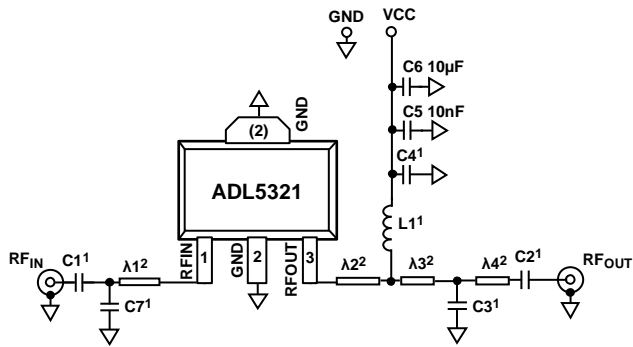 GND
VCC
C6 10µF
C5 10nF
C4¹
GND
(2)
ADL5321
L1¹
RFIN
1
GND
2
RFOUT
3
RF_IN
C1¹
λ1²
C7¹
λ2²
λ3²
λ4²
C2¹
RF_OUT
C3¹